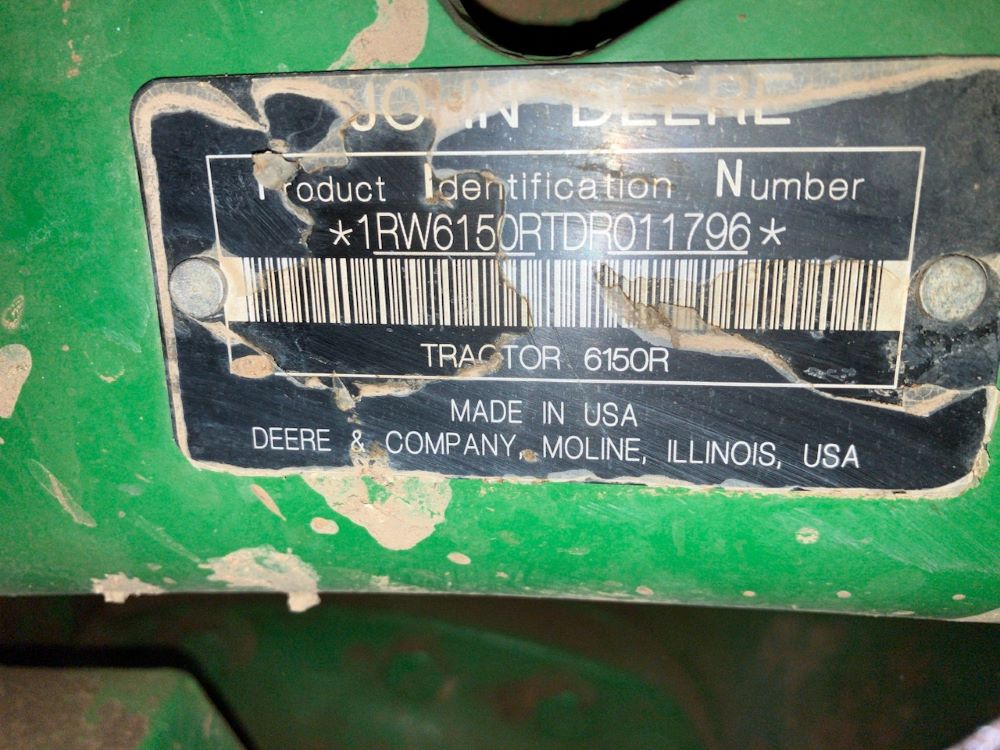 JOHN DEERE
Product Identification Number
*1RW6150RTDR011796*
TRACTOR 6150R
MADE IN USA
DEERE & COMPANY, MOLINE, ILLINOIS, USA